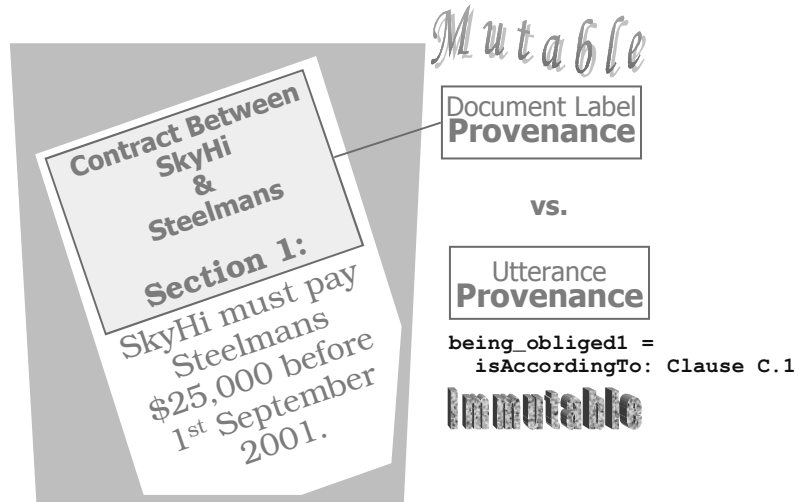 Mutable
Contract Between
SkyHi
&
Steelmans
Section 1:
SkyHi must pay
Steelmans
$25,000 before
1st September
2001.
Document Label
Provenance
vs.
Utterance
Provenance
being_obliged1 =
isAccordingTo: Clause C.1
Immutable